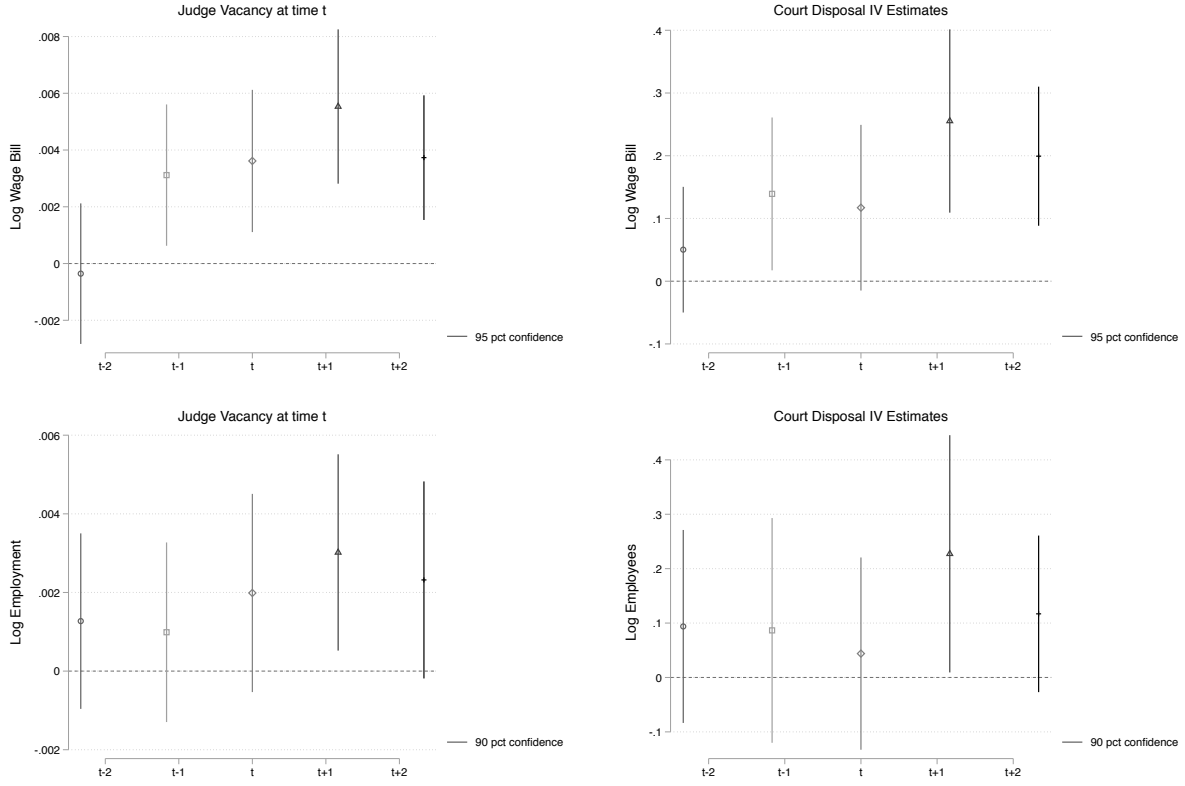 Judge Vacancy at time t
.008
.006
.004
.002
0
-.002
Log Wage Bill
t-2 t-1 t t+1 t+2
95 pct confidence
Court Disposal IV Estimates
.4
.3
.2
.1
0
-.1
Log Wage Bill
t-2 t-1 t t+1 t+2
95 pct confidence
Judge Vacancy at time t
.006
.004
.002
0
-.002
Log Employment
t-2 t-1 t t+1 t+2
90 pct confidence
Court Disposal IV Estimates
.4
.3
.2
.1
0
-.1
Log Employees
t-2 t-1 t t+1 t+2
90 pct confidence